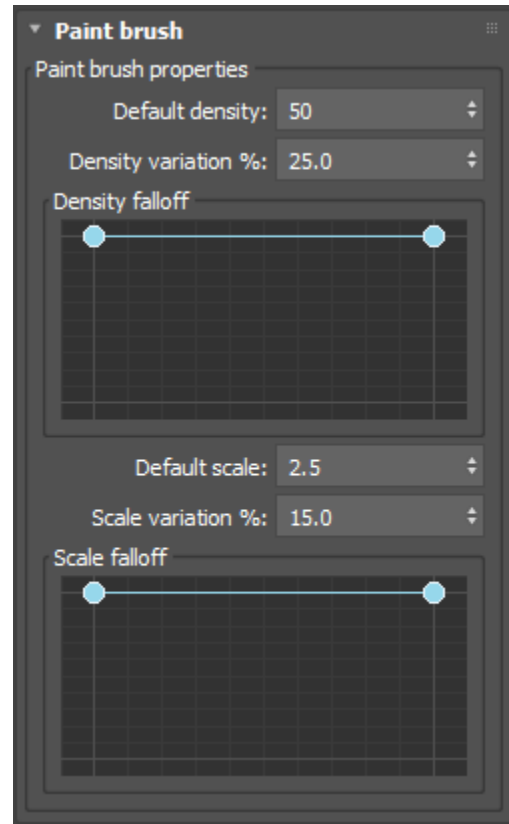 Paint brush
Paint brush properties
Default density: 50
Density variation %: 25.0
Density falloff
Default scale: 2.5
Scale variation %: 15.0
Scale falloff